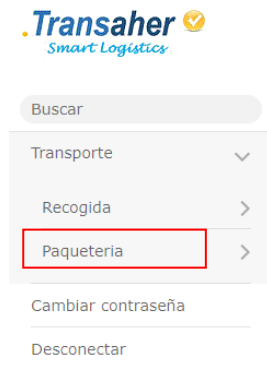 .Transaher
Smart Logistics
Buscar
Transporte
Recogida
Paqueteria
Cambiar contraseña
Desconectar